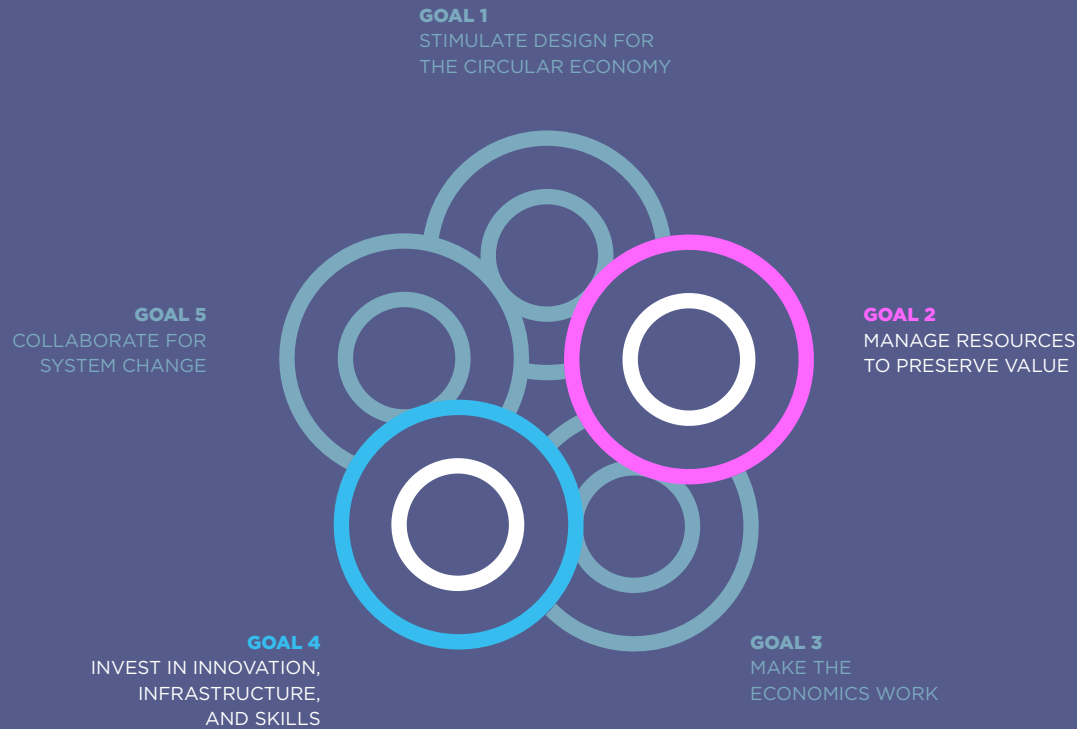 GOAL 1
STIMULATE DESIGN FOR
THE CIRCULAR ECONOMY
GOAL 5
COLLABORATE FOR
SYSTEM CHANGE
GOAL 2
MANAGE RESOURCES
TO PRESERVE VALUE
GOAL 4
INVEST IN INNOVATION,
INFRASTRUCTURE,
AND SKILLS
GOAL 3
MAKE THE
ECONOMICS WORK